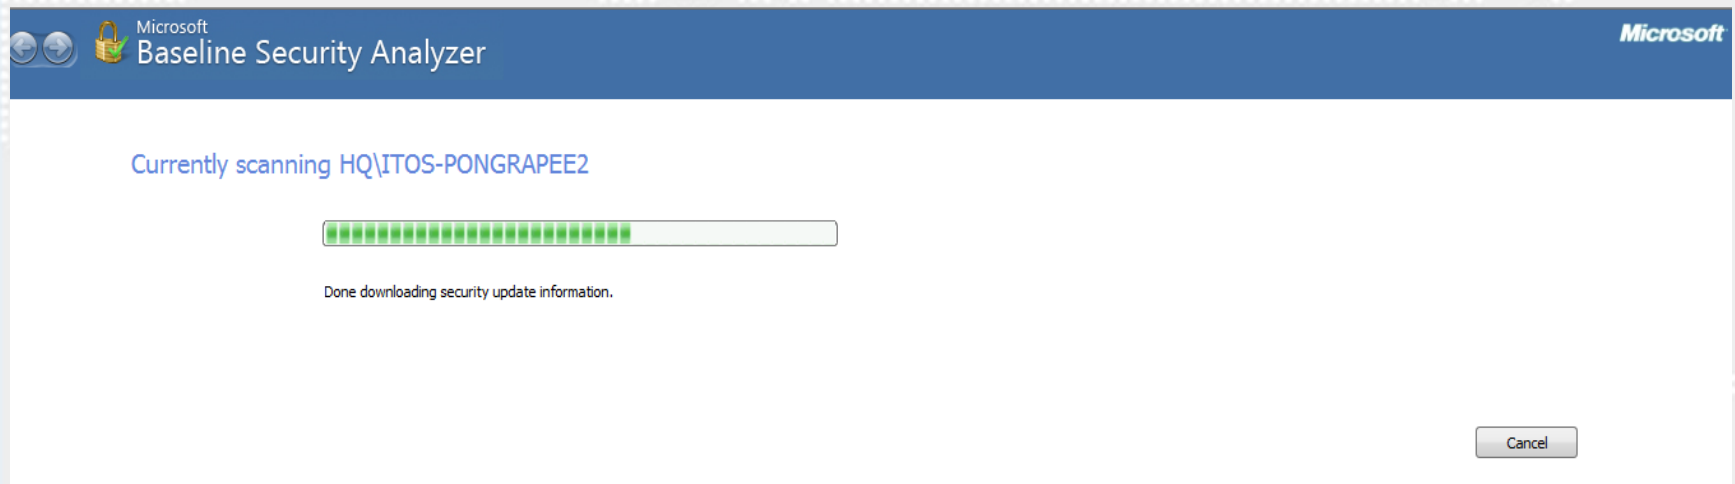 Microsoft
Baseline Security Analyzer
Microsoft
Currently scanning HQ\ITOS-PONGRAPEE2
Done downloading security update information.
Cancel